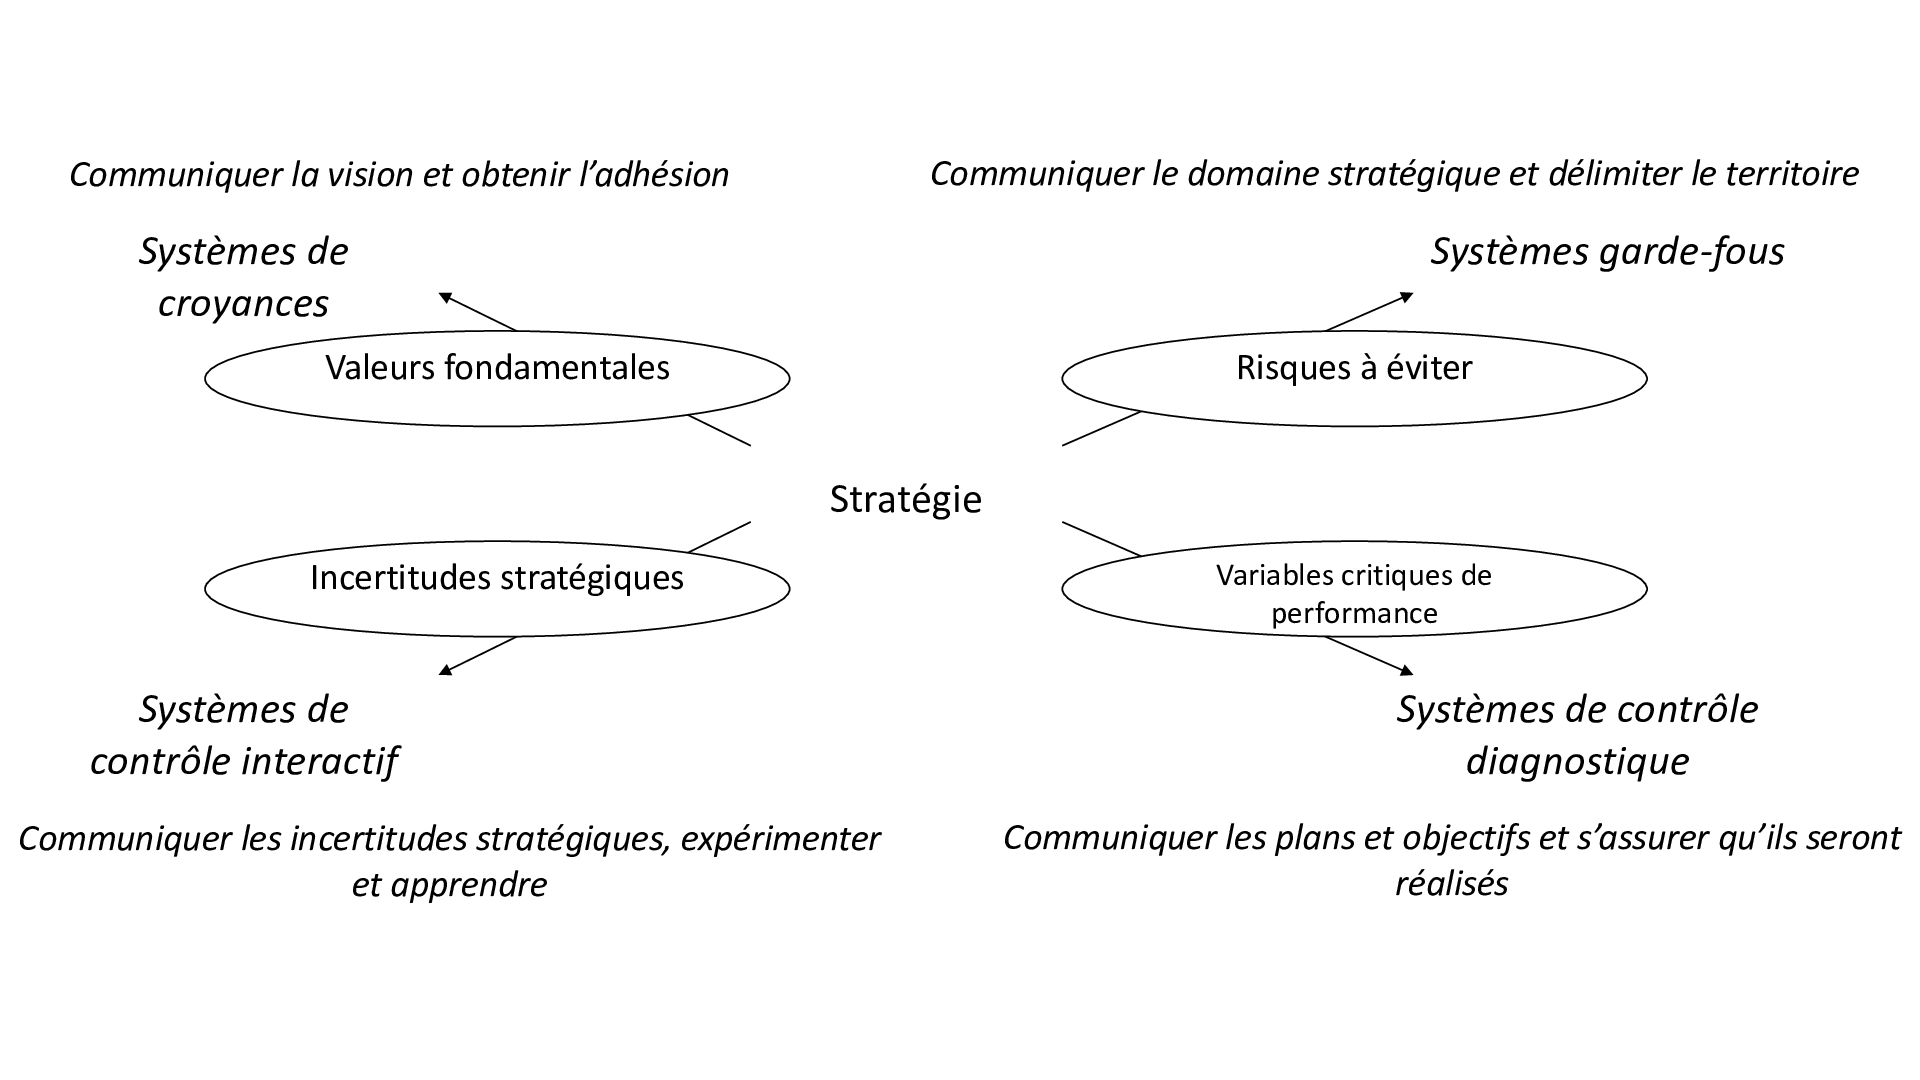 Communiquer la vision et obtenir l’adhésion
Communiquer le domaine stratégique et délimiter le territoire
Systèmes de
croyances
Systèmes garde-fous
Valeurs fondamentales
Risques à éviter
Stratégie
Incertitudes stratégiques
Variables critiques de
performance
Systèmes de
contrôle interactif
Systèmes de contrôle
diagnostique
Communiquer les incertitudes stratégiques, expérimenter
et apprendre
Communiquer les plans et objectifs et s’assurer qu’ils seront
réalisés